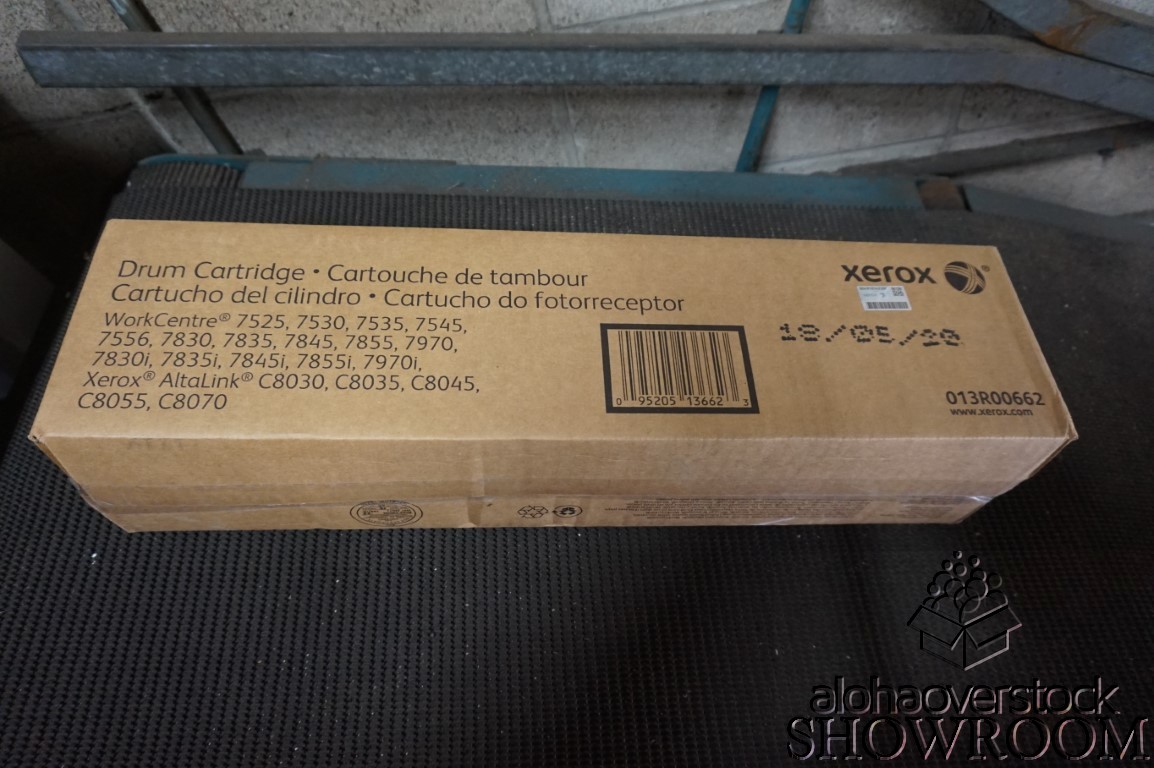 Drum Cartridge • Cartouche de tambour
Cartucho del cilindro • Cartucho do fotorreceptor
WorkCentre® 7525, 7530, 7535, 7545,
7556, 7830, 7835, 7845, 7855, 7970,
7830i, 7835i, 7845i, 7855i, 7970i,
Xerox® AltaLink® C8030, C8035, C8045,
C8055, C8070
0 95205 13662 3
xerox ®
18/05/20
013R00662
www.xerox.com
alohaoverstock
SHOWROOM